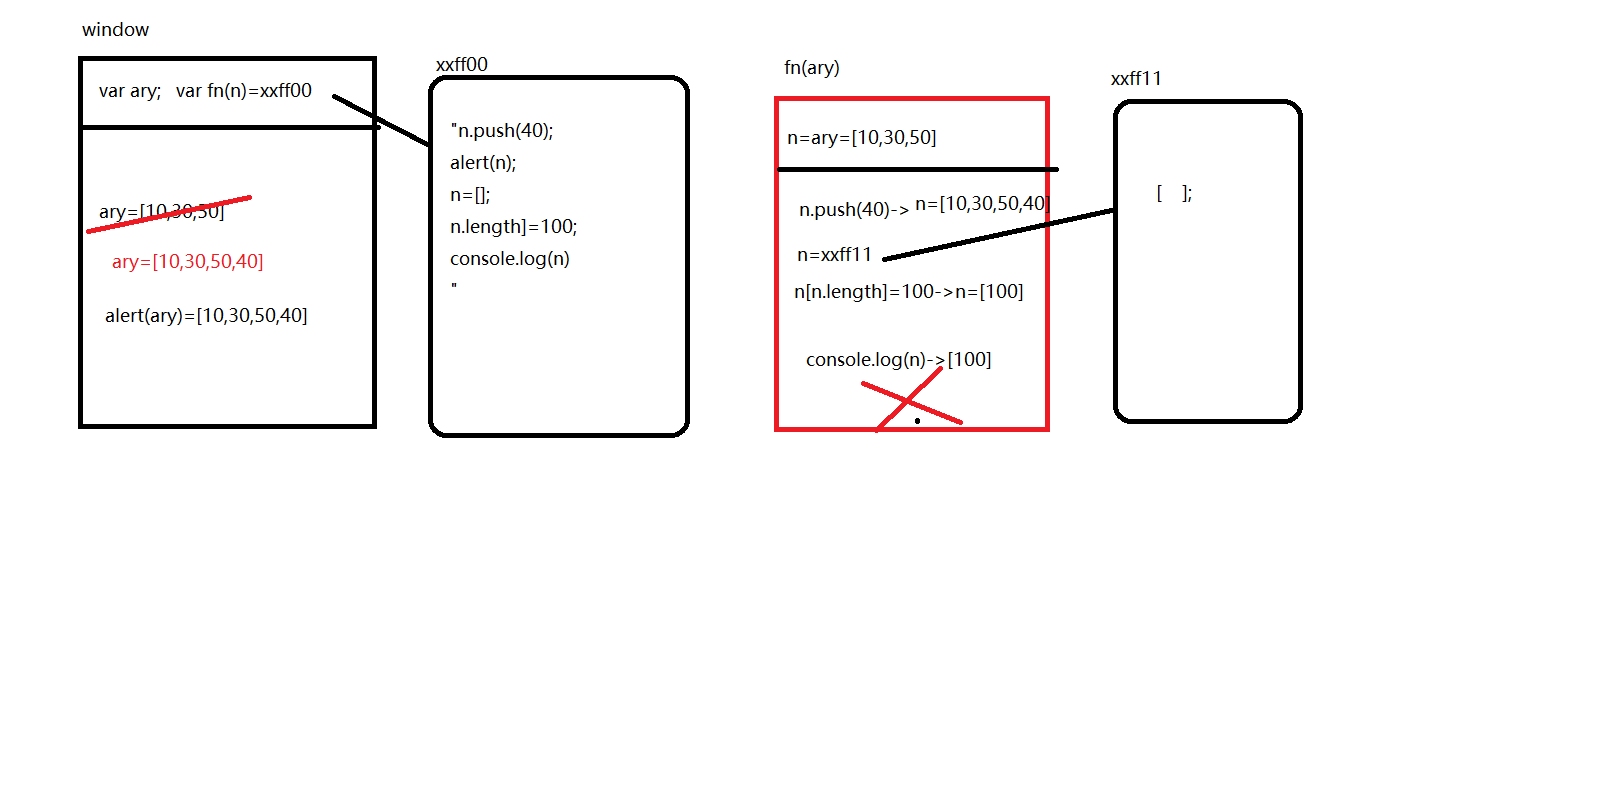 window
var ary; var fn(n)=xxff00
ary=[10,30,50]
ary=[10,30,50,40]
alert(ary)=[10,30,50,40]
xxff00
"n.push(40);
alert(n);
n=[];
n.length]=100;
console.log(n)
"
fn(ary)
n=ary=[10,30,50]
n.push(40)-> n=[10,30,50,40]
n=xxff11
n[n.length]=100->n=[100]
console.log(n)->[100]
xxff11
[ ];